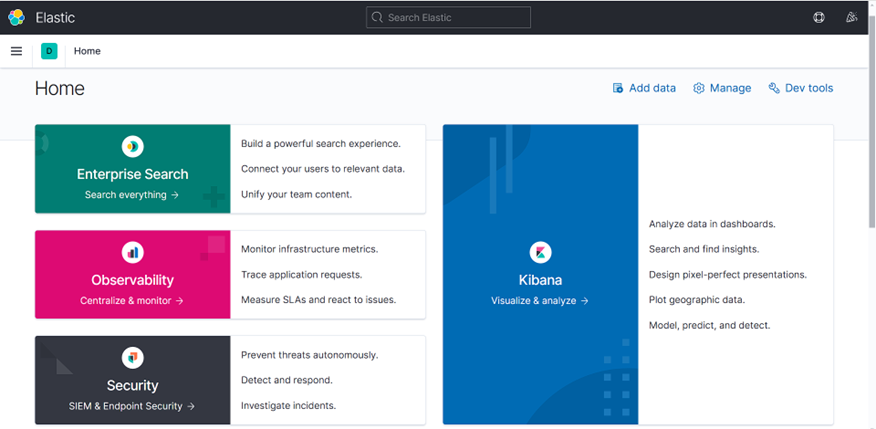 Elastic
Search Elastic
D
Home
Home
Add data
Manage
Dev tools
Enterprise Search
Search everything →
Build a powerful search experience.
Connect your users to relevant data.
Unify your team content.
Observability
Centralize & monitor →
Monitor infrastructure metrics.
Trace application requests.
Measure SLAs and react to issues.
Security
SIEM & Endpoint Security →
Prevent threats autonomously.
Detect and respond.
Investigate incidents.
Kibana
Visualize & analyze →
Analyze data in dashboards.
Search and find insights.
Design pixel-perfect presentations.
Plot geographic data.
Model, predict, and detect.